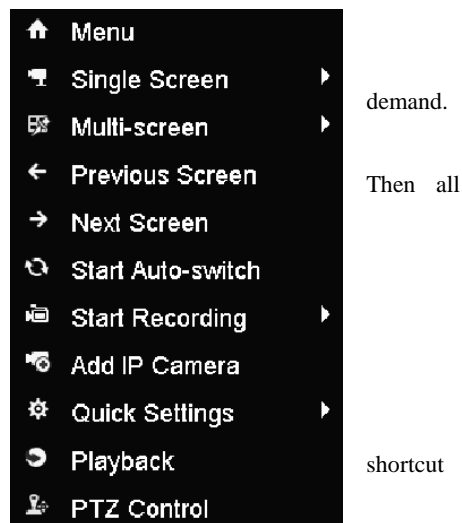 Menu
Single Screen
demand.
Multi-screen
Previous Screen
Then all
Next Screen
Start Auto-switch
Start Recording
Add IP Camera
Quick Settings
Playback
shortcut
PTZ Control